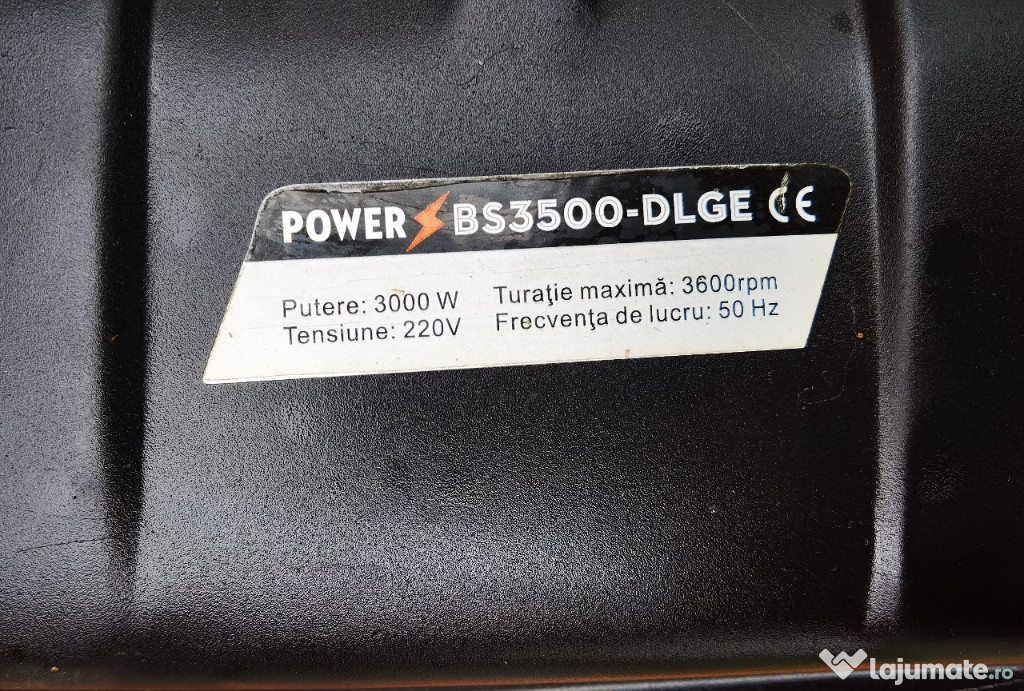 POWER BS3500-DLGE CE
Putere: 3000 W
Tensiune: 220V
Turaţie maximă: 3600rpm
Frecvenţa de lucru: 50 Hz
lajumate.ro